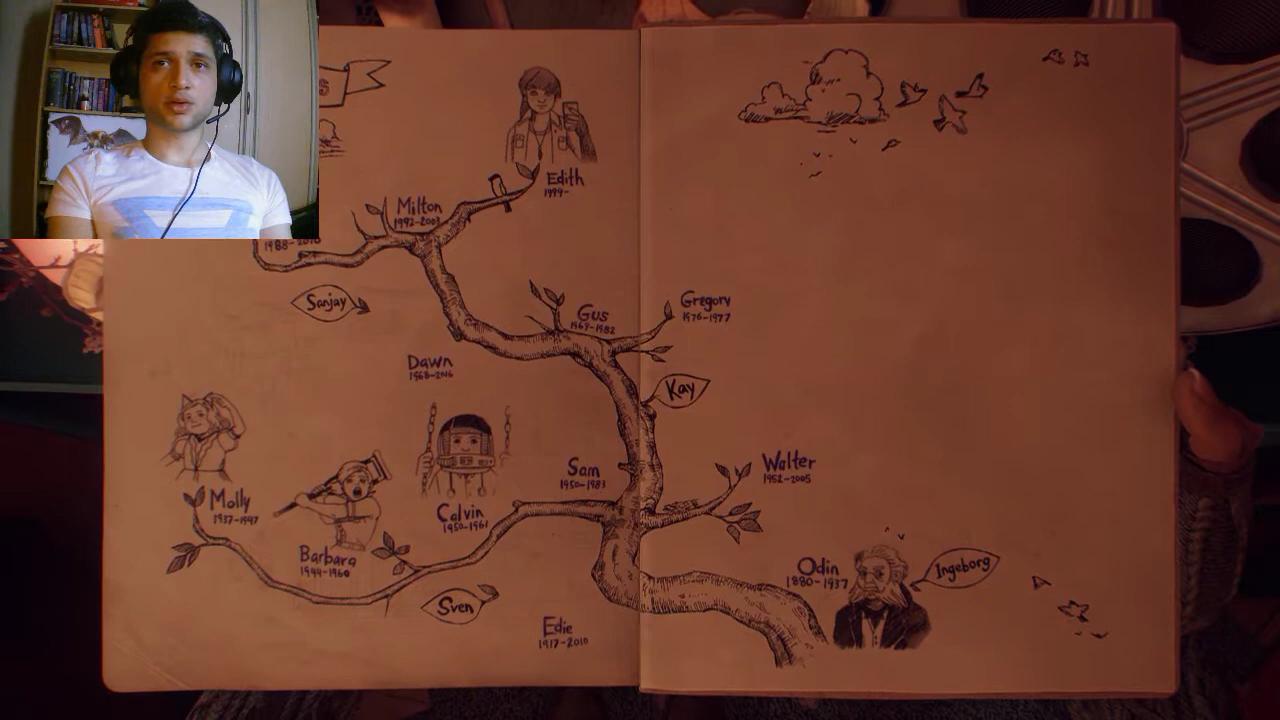 S
Edith
1999-
Milton
1992-2003
1988-2010
Sanjay
Gus
1969-1982
Gregory
1976-1977
Dawn
1968-2016
Kay
Sam
1950-1983
Walter
1952-2005
Molly
1937-1947
Calvin
1950-1961
Barbara
1944-1960
Odin
1880-1937
Ingeborg
Sven
Edie
1917-2010